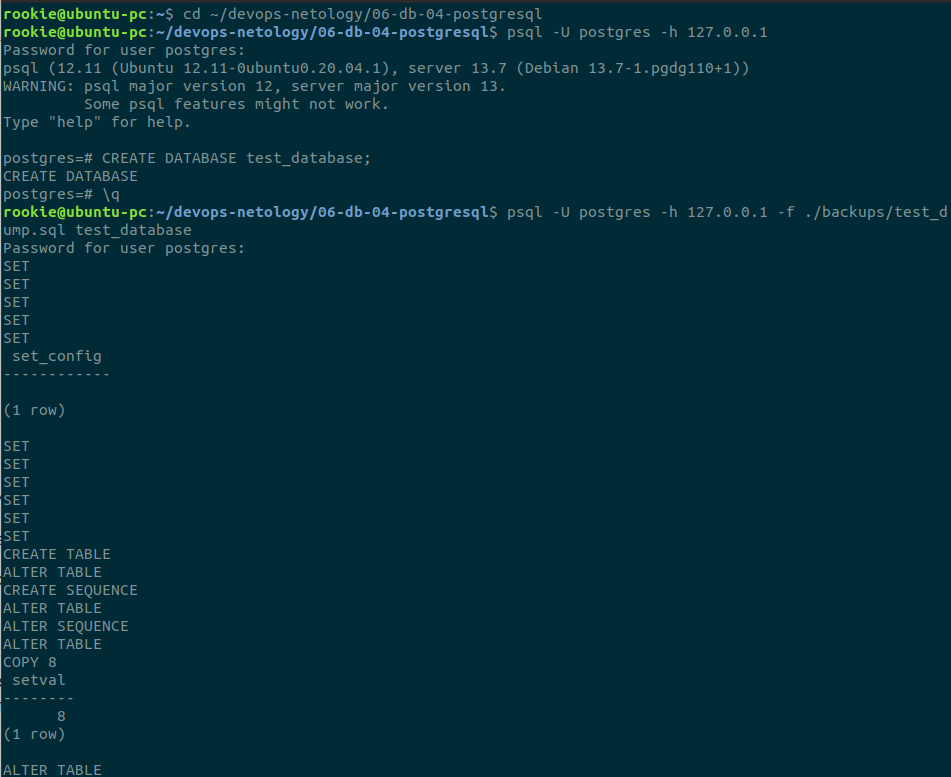 rookie@ubuntu-pc:~$ cd ~/devops-netology/06-db-04-postgresql
rookie@ubuntu-pc:~/devops-netology/06-db-04-postgresql$ psql -U postgres -h 127.0.0.1
Password for user postgres:
psql (12.11 (Ubuntu 12.11-0ubuntu0.20.04.1), server 13.7 (Debian 13.7-1.pgdg110+1))
WARNING: psql major version 12, server major version 13.
         Some psql features might not work.
Type "help" for help.

postgres=# CREATE DATABASE test_database;
CREATE DATABASE
postgres=# \q
rookie@ubuntu-pc:~/devops-netology/06-db-04-postgresql$ psql -U postgres -h 127.0.0.1 -f ./backups/test_d
ump.sql test_database
Password for user postgres:
SET
SET
SET
SET
SET
 set_config
------------

(1 row)

SET
SET
SET
SET
SET
SET
CREATE TABLE
ALTER TABLE
CREATE SEQUENCE
ALTER TABLE
ALTER SEQUENCE
ALTER TABLE
COPY 8
 setval
--------
      8
(1 row)

ALTER TABLE